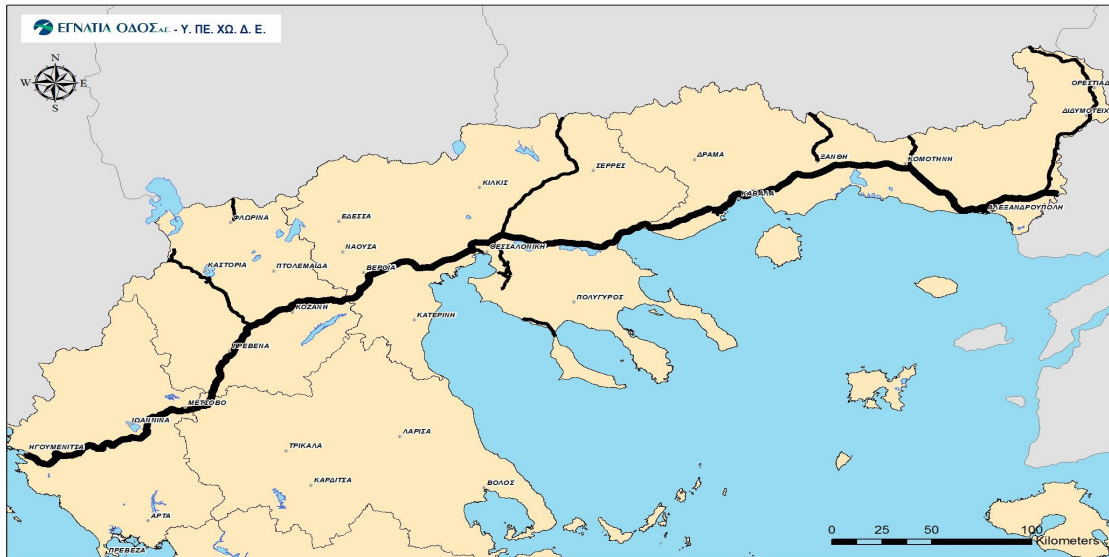 ΕΓΝΑΤΙΑ ΟΔΟΣ Α.Ε. - Υ. ΠΕ. ΧΩ. Δ. Ε.
N
W E
S
ΟΡΕΣΤΙΑΔ
ΔΙΔΥΜΟΤΕΙΧ
ΣΕΡΡΕΣ
ΔΡΑΜΑ
ΞΑΝΘΗ
ΚΟΜΟΤΗΝΗ
ΚΙΛΚΙΣ
ΚΑΒΑΛΑ
ΑΛΕΞΑΝΔΡΟΥΠΟΛΗ
ΦΛΩΡΙΝΑ
ΕΔΕΣΣΑ
ΝΑΟΥΣΑ
ΘΕΣΣΑΛΟΝΙΚΗ
ΚΑΣΤΟΡΙΑ
ΠΤΟΛΕΜΑΪΔΑ
ΒΕΡΟΙΑ
ΠΟΛΥΓΥΡΟΣ
ΚΟΖΑΝΗ
ΚΑΤΕΡΙΝΗ
ΓΡΕΒΕΝΑ
ΜΕΤΣΟΒΟ
ΙΩΑΝΝΙΝΑ
ΗΓΟΥΜΕΝΙΤΣΑ
ΛΑΡΙΣΑ
ΤΡΙΚΑΛΑ
ΚΑΡΔΙΤΣΑ
ΒΟΛΟΣ
ΑΡΤΑ
ΠΡΕΒΕΖΑ
0 25 50 100
Kilometers